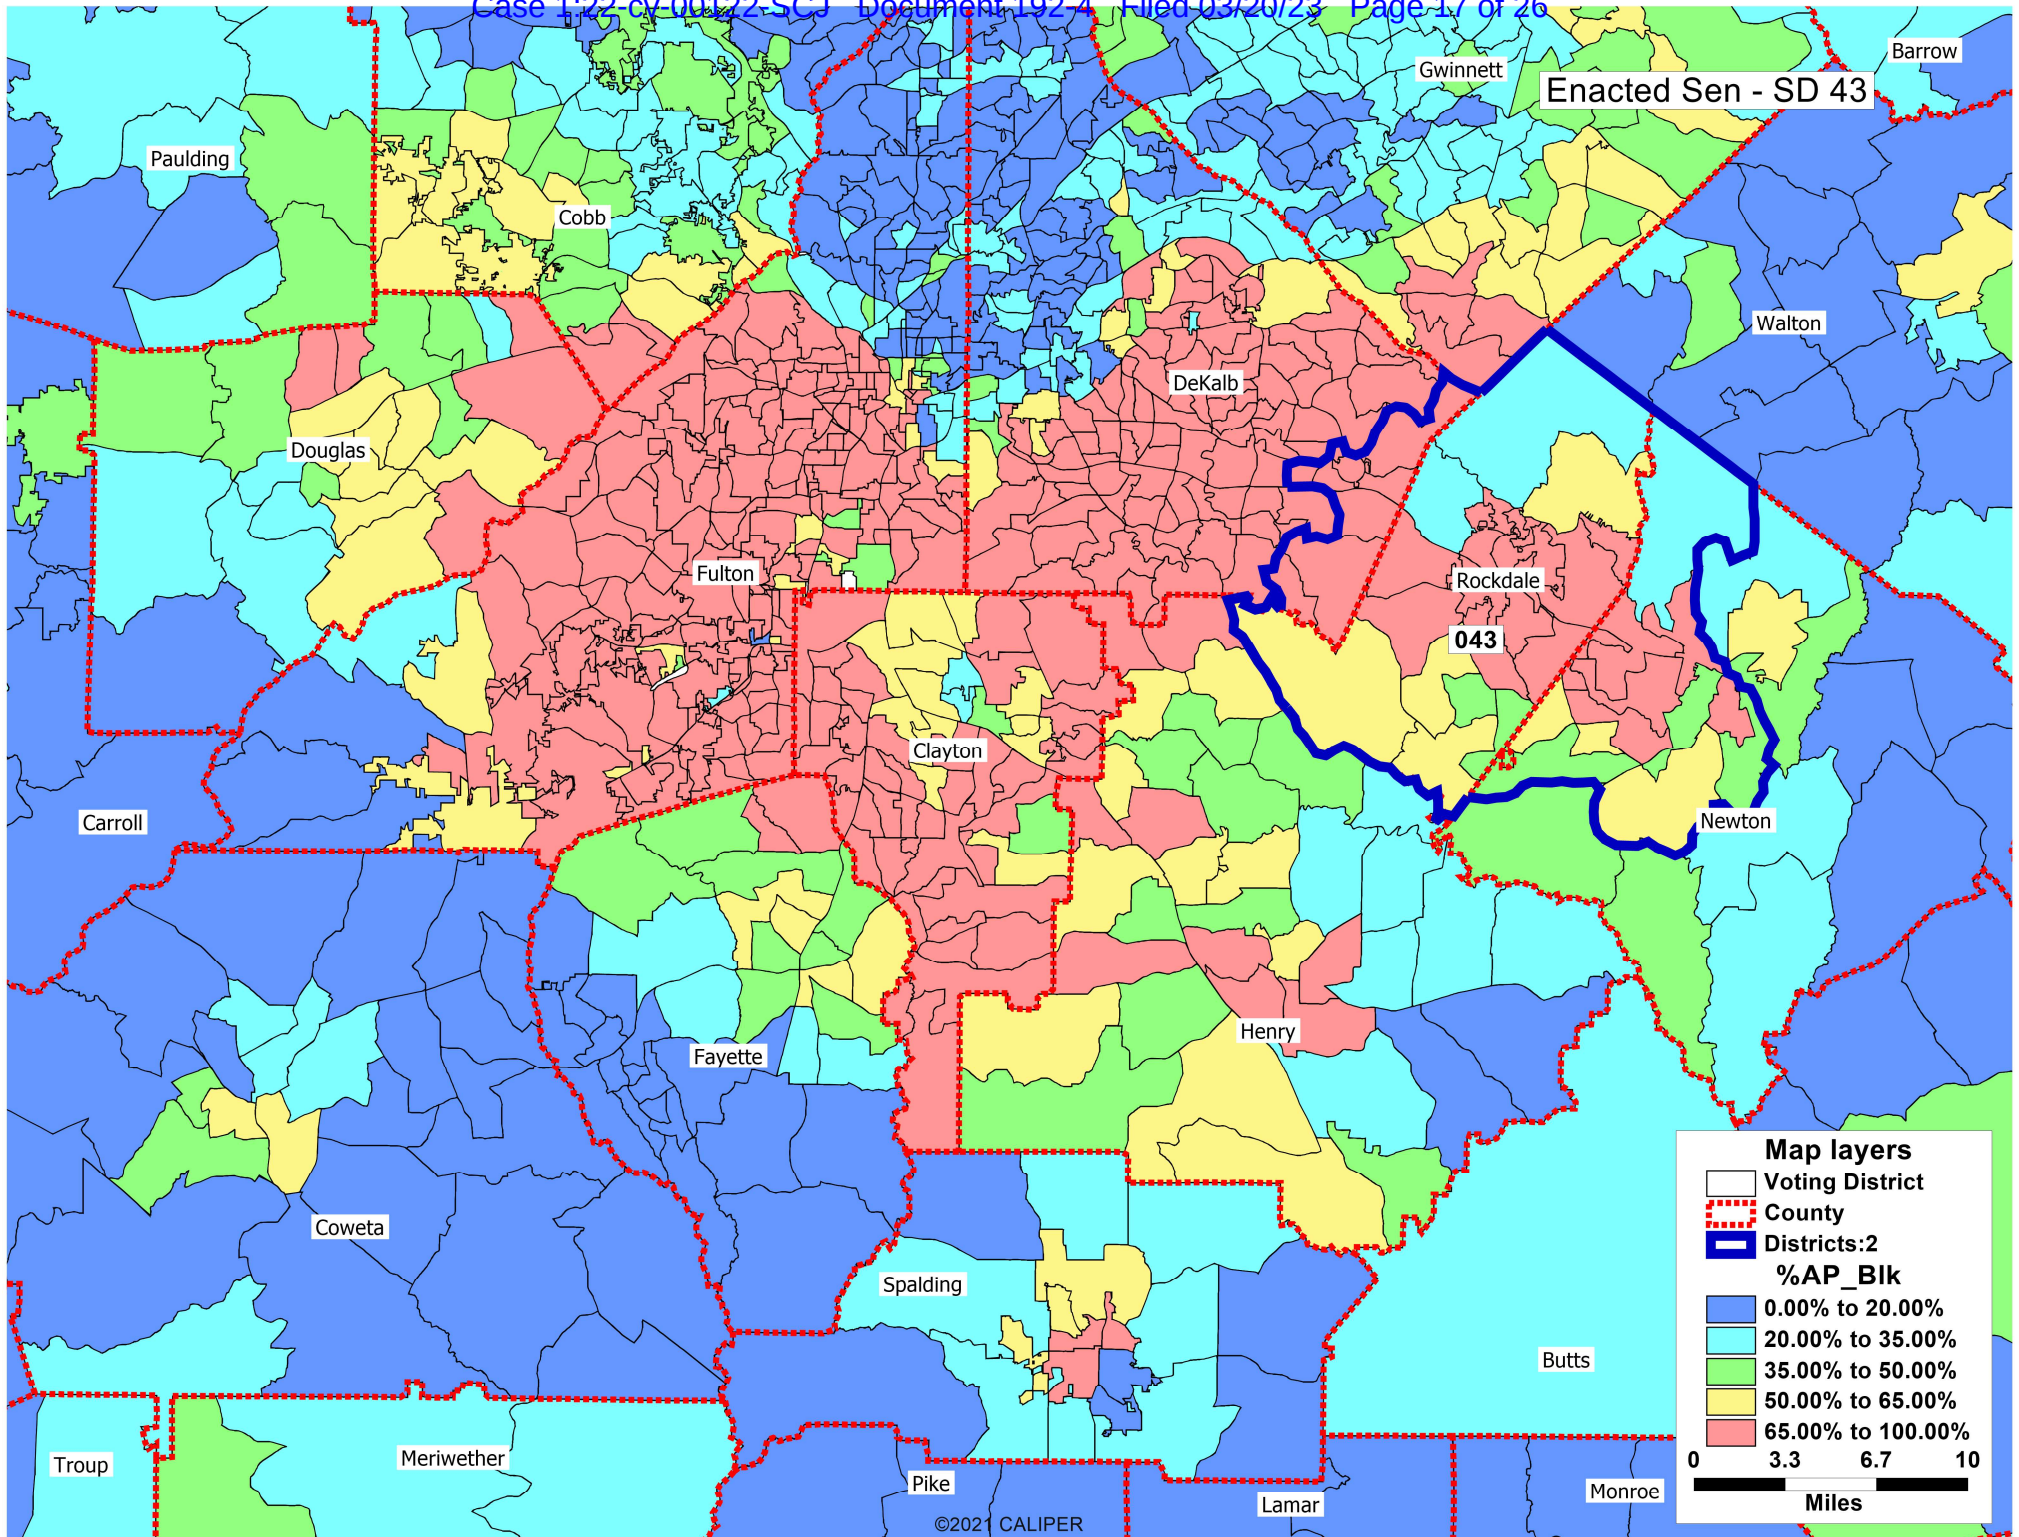 Case 1:22-cv-00122-SCJ Document 192-4 Filed 03/20/23 Page 17 of 26
Barrow
Gwinnett
Enacted Sen - SD 43
Paulding
Cobb
Walton
DeKalb
Douglas
Fulton
Rockdale
043
Clayton
Carroll
Newton
Henry
Fayette
Coweta
Spalding
Butts
Troup
Meriwether
Pike
Lamar
Monroe
Map layers
Voting District
County
Districts:2
%AP_Blk
0.00% to 20.00%
20.00% to 35.00%
35.00% to 50.00%
50.00% to 65.00%
65.00% to 100.00%
0 3.3 6.7 10
Miles
©2021 CALIPER